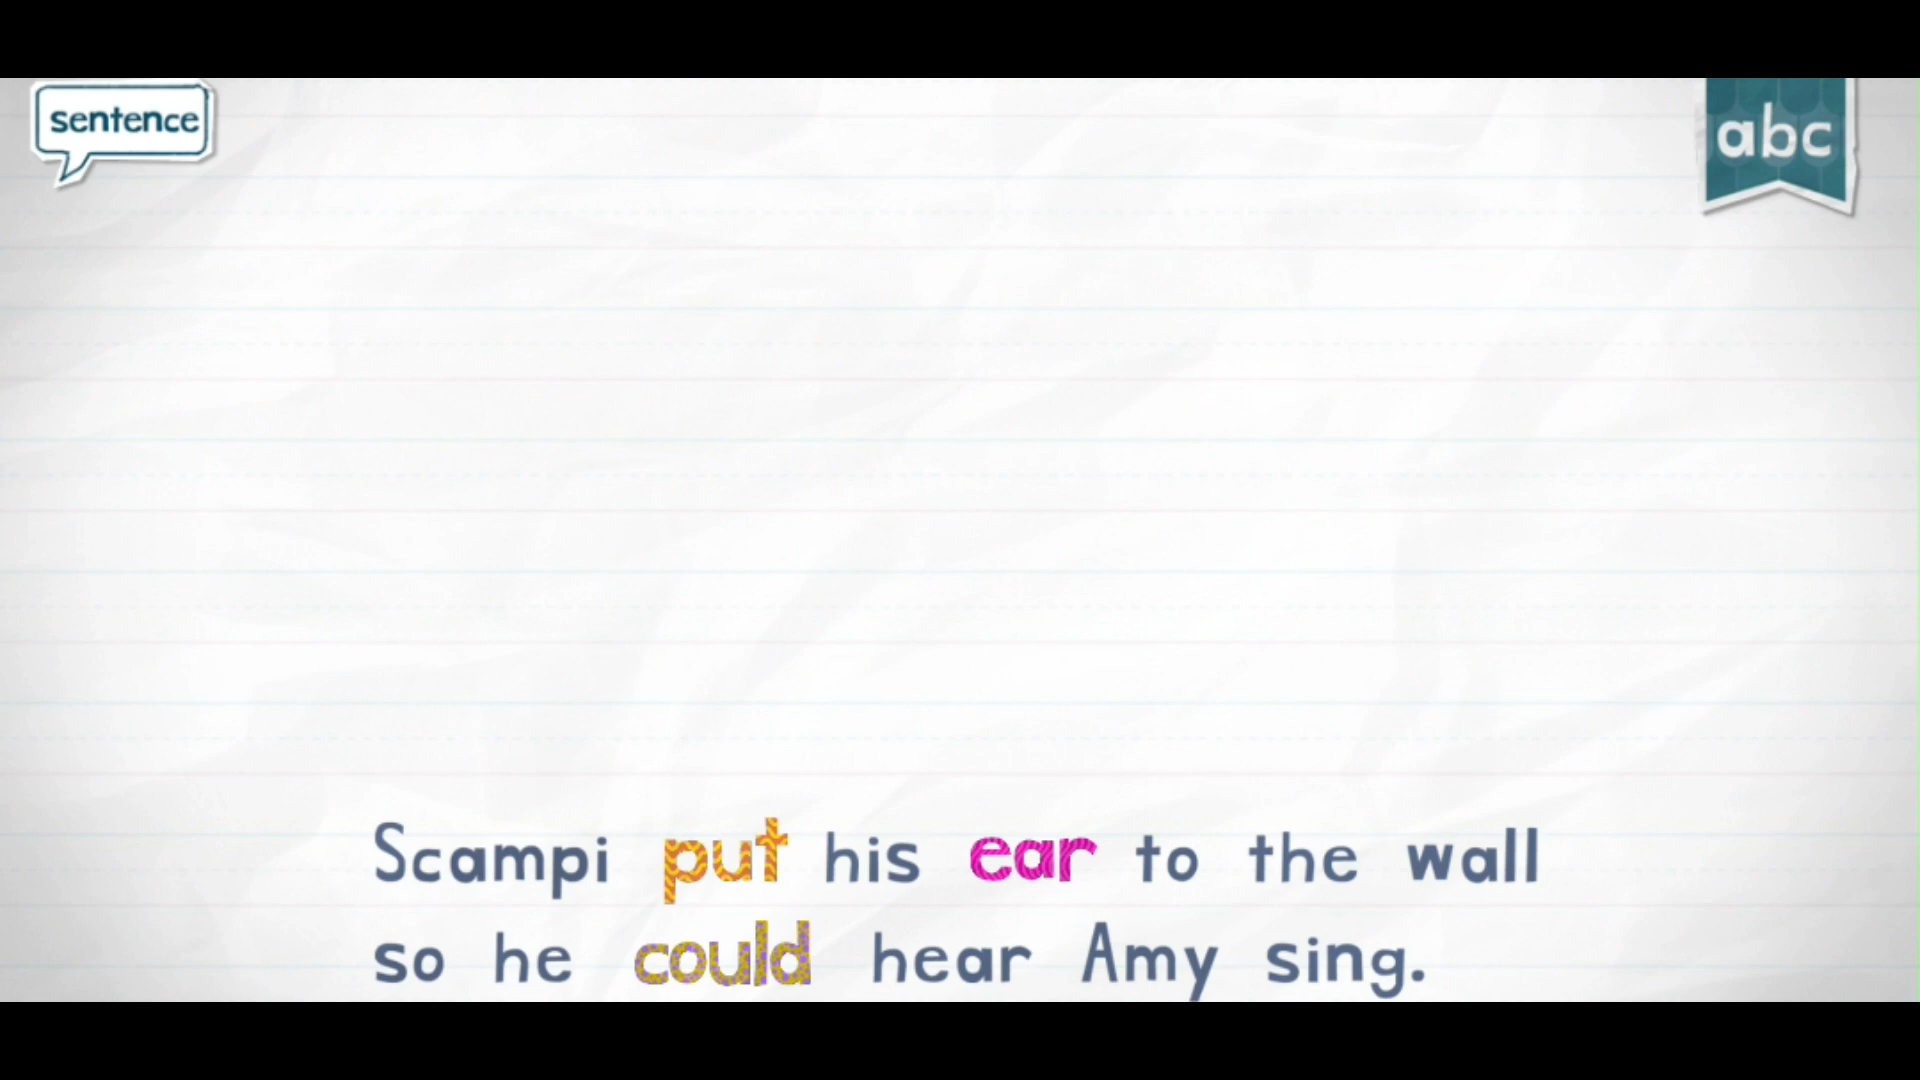 sentence
abc
Scampi put his ear to the wall
so he could hear Amy sing.